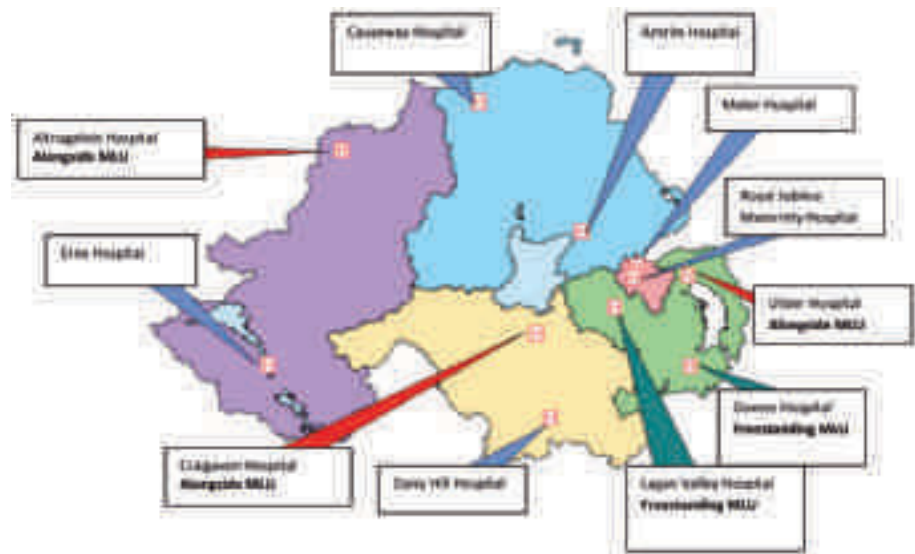 Causeway Hospital
Antrim Hospital
Mater Hospital
Altnagelvin Hospital
Alongside MLU
Royal Jubilee
Maternity Hospital
Erne Hospital
Ulster Hospital
Alongside MLU
Downe Hospital
Freestanding MLU
Craigavon Hospital
Alongside MLU
Daisy Hill Hospital
Lagan Valley Hospital
Freestanding MLU